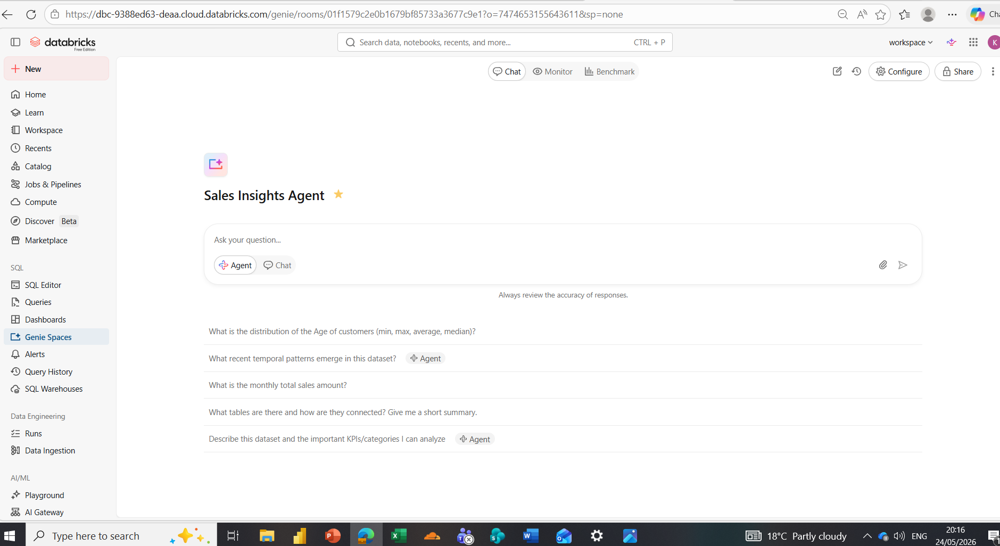 https://dbc-9388ed63-deaa.cloud.databricks.com/genie/rooms/01f1579c2e0b1679bf85733a3677c9e1?o=7474653155643611&sp=none
Cha
databricks
Free Edition
Search data, notebooks, recents, and more...
CTRL + P
workspace
K
New
Home
Learn
Workspace
Recents
Catalog
Jobs & Pipelines
Compute
Discover Beta
Marketplace
SQL
SQL Editor
Queries
Dashboards
Genie Spaces
Alerts
Query History
SQL Warehouses
Data Engineering
Runs
Data Ingestion
AI/ML
Playground
AI Gateway
Chat
Monitor
Benchmark
Configure
Share
Sales Insights Agent
Ask your question...
Agent
Chat
Always review the accuracy of responses.
What is the distribution of the Age of customers (min, max, average, median)?
What recent temporal patterns emerge in this dataset? Agent
What is the monthly total sales amount?
What tables are there and how are they connected? Give me a short summary.
Describe this dataset and the important KPIs/categories I can analyze Agent
Type here to search
18°C Partly cloudy
ENG
20:16
24/05/2026